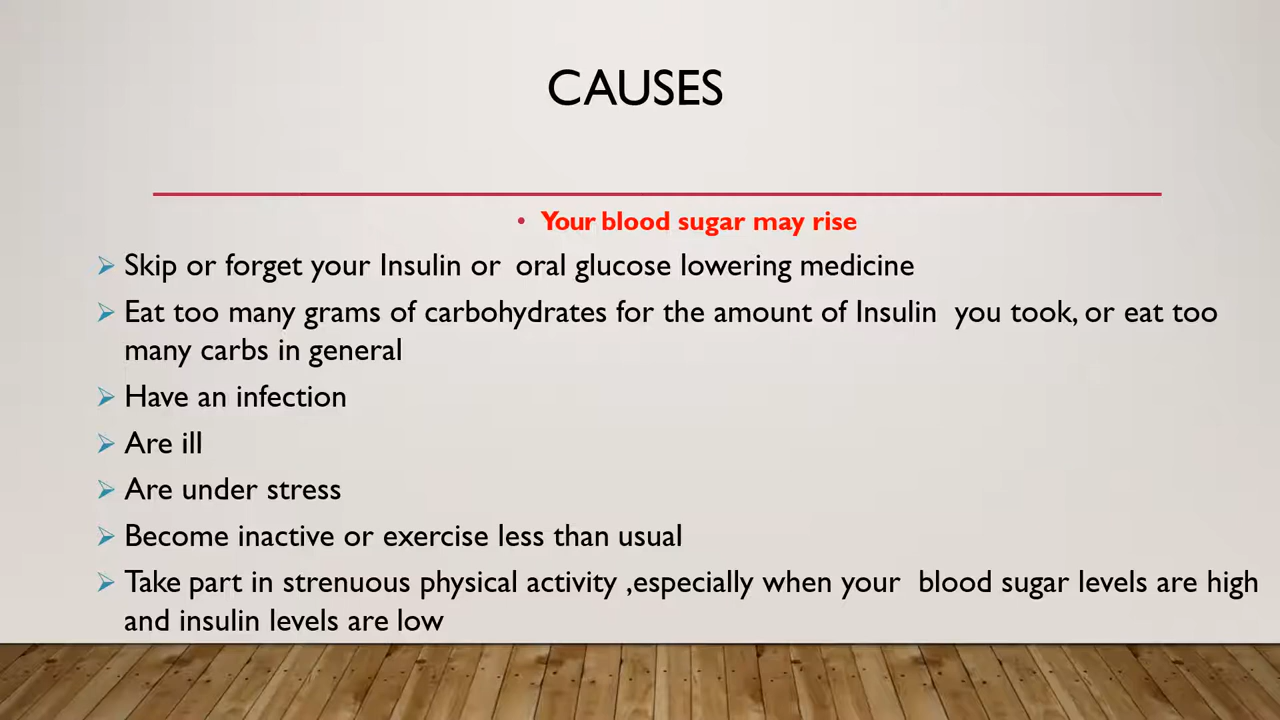 CAUSES
• Your blood sugar may rise
➢ Skip or forget your Insulin or  oral glucose lowering medicine
➢ Eat too many grams of carbohydrates for the amount of Insulin  you took, or eat too
many carbs in general
➢ Have an infection
➢ Are ill
➢ Are under stress
➢ Become inactive or exercise less than usual
➢ Take part in strenuous physical activity ,especially when your  blood sugar levels are high
and insulin levels are low